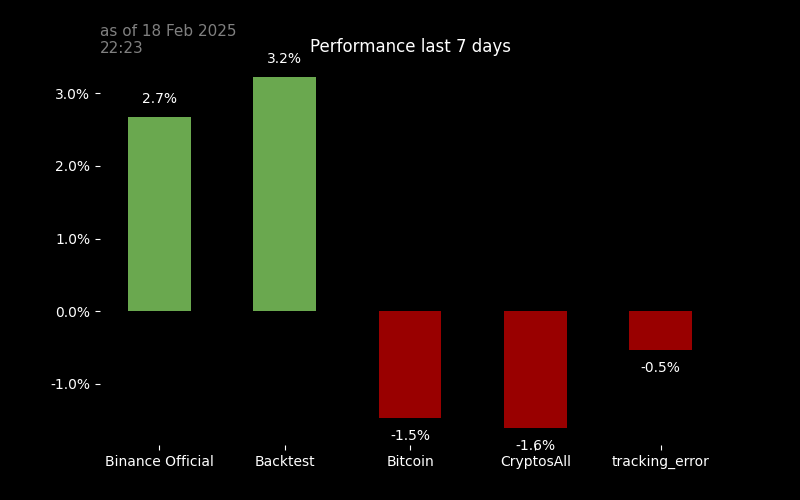 as of 18 Feb 2025
22:23
Performance last 7 days
3.2%
2.7%
3.0%
2.0%
1.0%
0.0%
-1.0%
-0.5%
-1.5%
-1.6%
Binance Official
Backtest
Bitcoin
CryptosAll
tracking_error